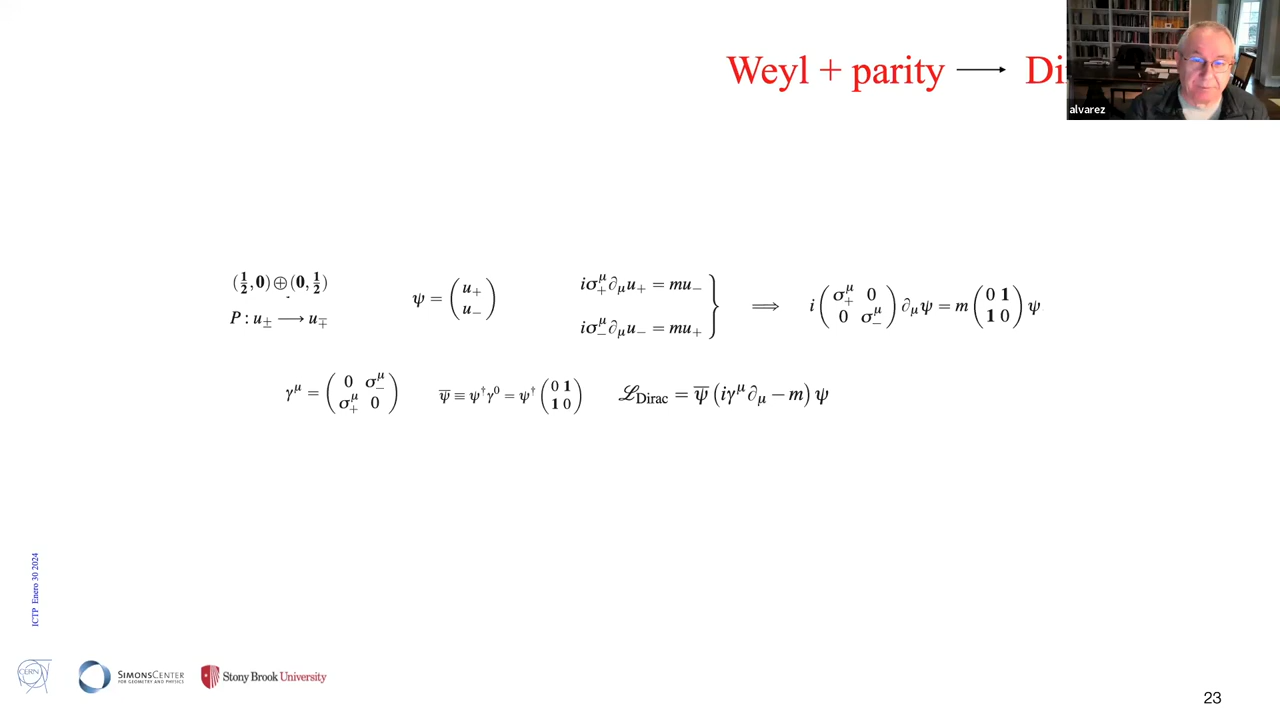 Weyl + parity ⟶ Di
alvarez
(1/2, 0) ⊕ (0, 1/2)
P : u± ⟶ u∓
ψ = ( u+ u− )
iσ+^μ ∂μ u+ = mu−
iσ−^μ ∂μ u− = mu+
⟹
i ( σ+^μ 0 0 σ−^μ ) ∂μ ψ = m ( 0 1 1 0 ) ψ
γ^μ = ( 0 σ−^μ σ+^μ 0 )
ψ̄ ≡ ψ†γ^0 = ψ† ( 0 1 1 0 )
ℒDirac = ψ̄ (iγ^μ ∂μ − m) ψ
ICTP Enero 30 2024
CERN
SIMONS CENTER
FOR GEOMETRY AND PHYSICS
Stony Brook University
23